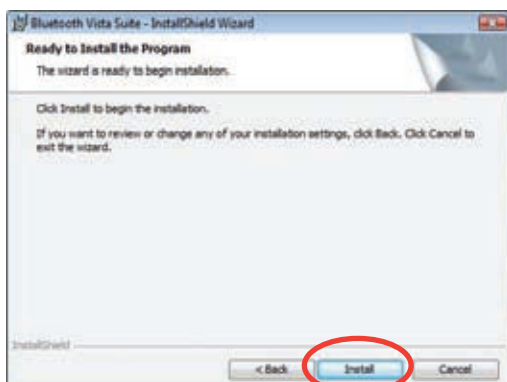 Bluetooth Vista Suite - InstallShield Wizard
Ready to Install the Program
The wizard is ready to begin installation.
Click Install to begin the installation.
If you want to review or change any of your installation settings, click Back. Click Cancel to
exit the wizard.
InstallShield
< Back
Install
Cancel